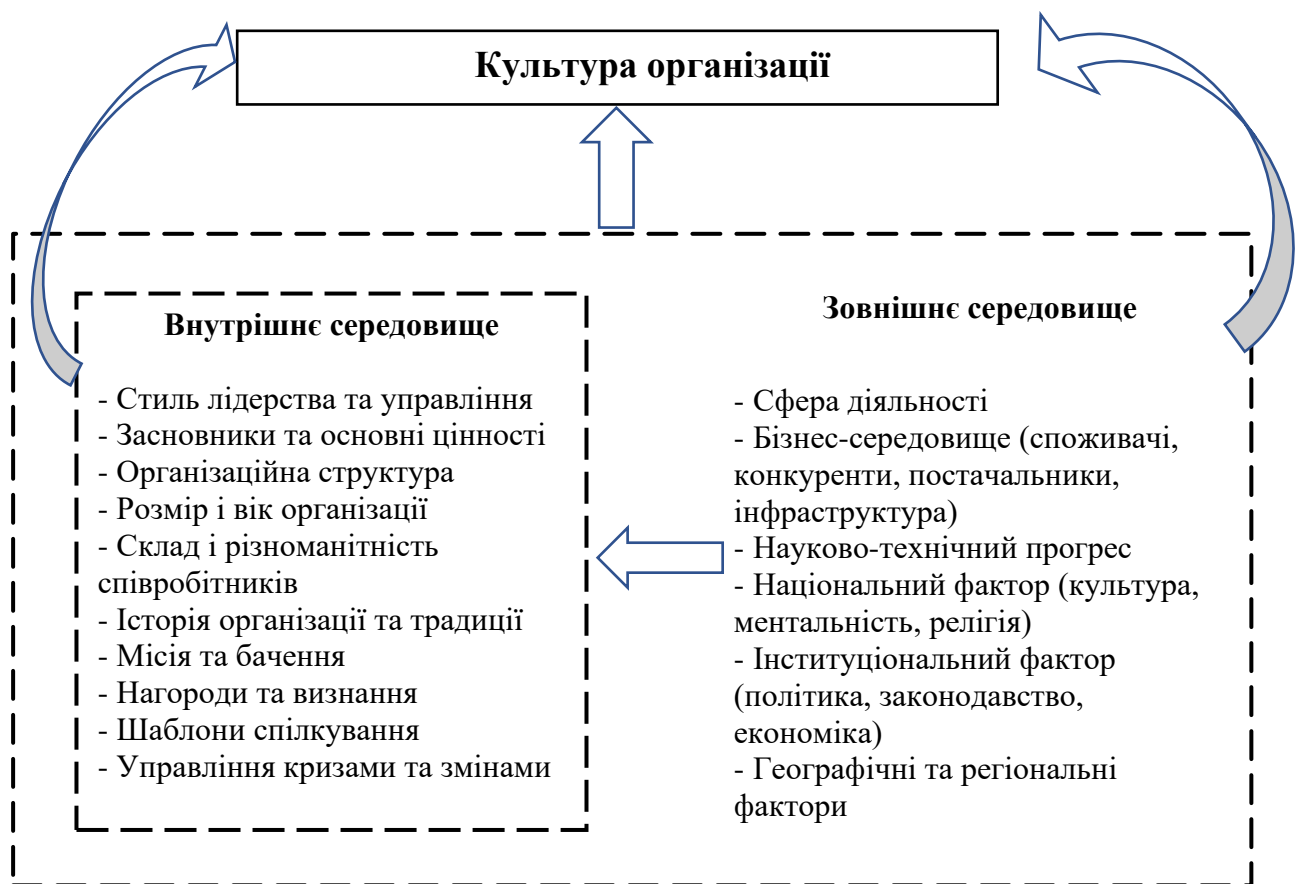 Культура організації
Внутрішнє середовище
- Стиль лідерства та управління
- Засновники та основні цінності
- Організаційна структура
- Розмір і вік організації
- Склад і різноманітність
співробітників
- Історія організації та традиції
- Місія та бачення
- Нагороди та визнання
- Шаблони спілкування
- Управління кризами та змінами
Зовнішнє середовище
- Сфера діяльності
- Бізнес-середовище (споживачі,
конкуренти, постачальники,
інфраструктура)
- Науково-технічний прогрес
- Національний фактор (культура,
ментальність, релігія)
- Інституціональний фактор
(політика, законодавство,
економіка)
- Географічні та регіональні
фактори